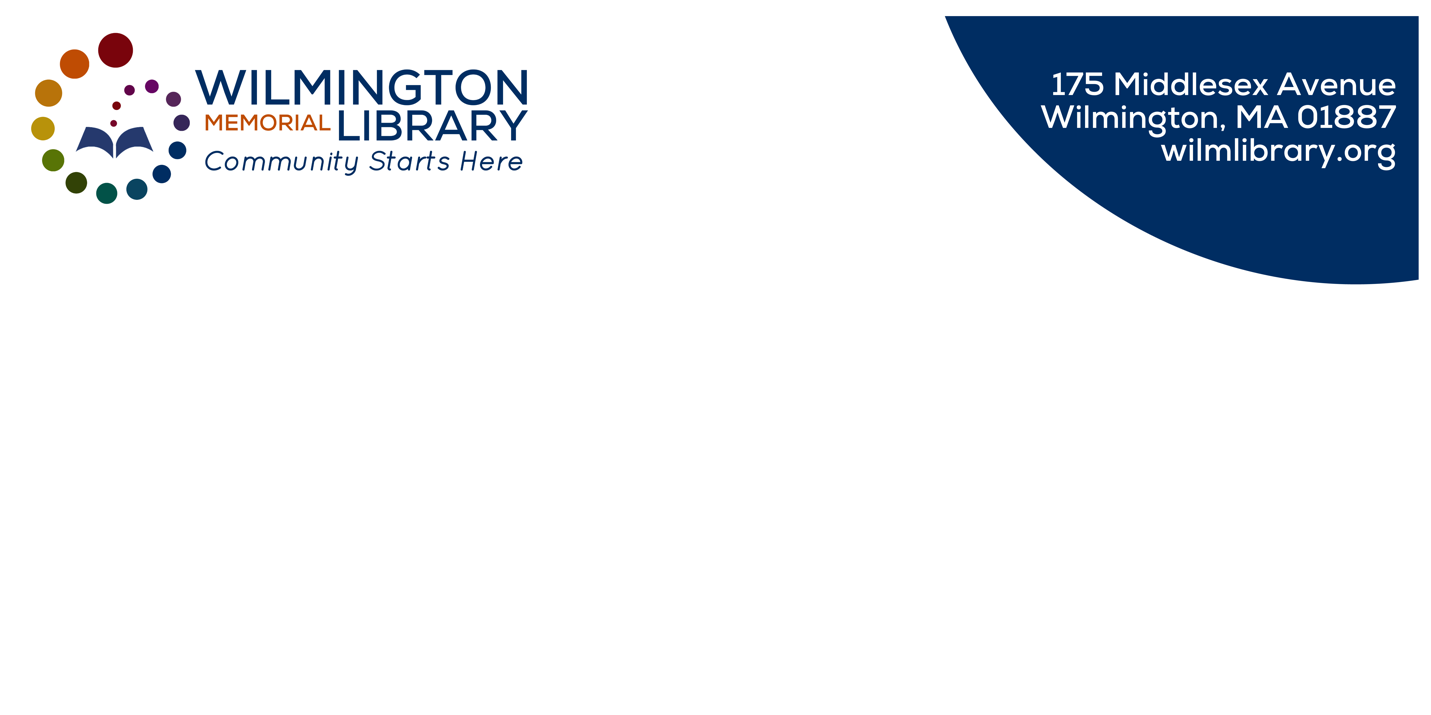 WILMINGTON
MEMORIAL LIBRARY
Community Starts Here
175 Middlesex Avenue
Wilmington, MA 01887
wilmlibrary.org